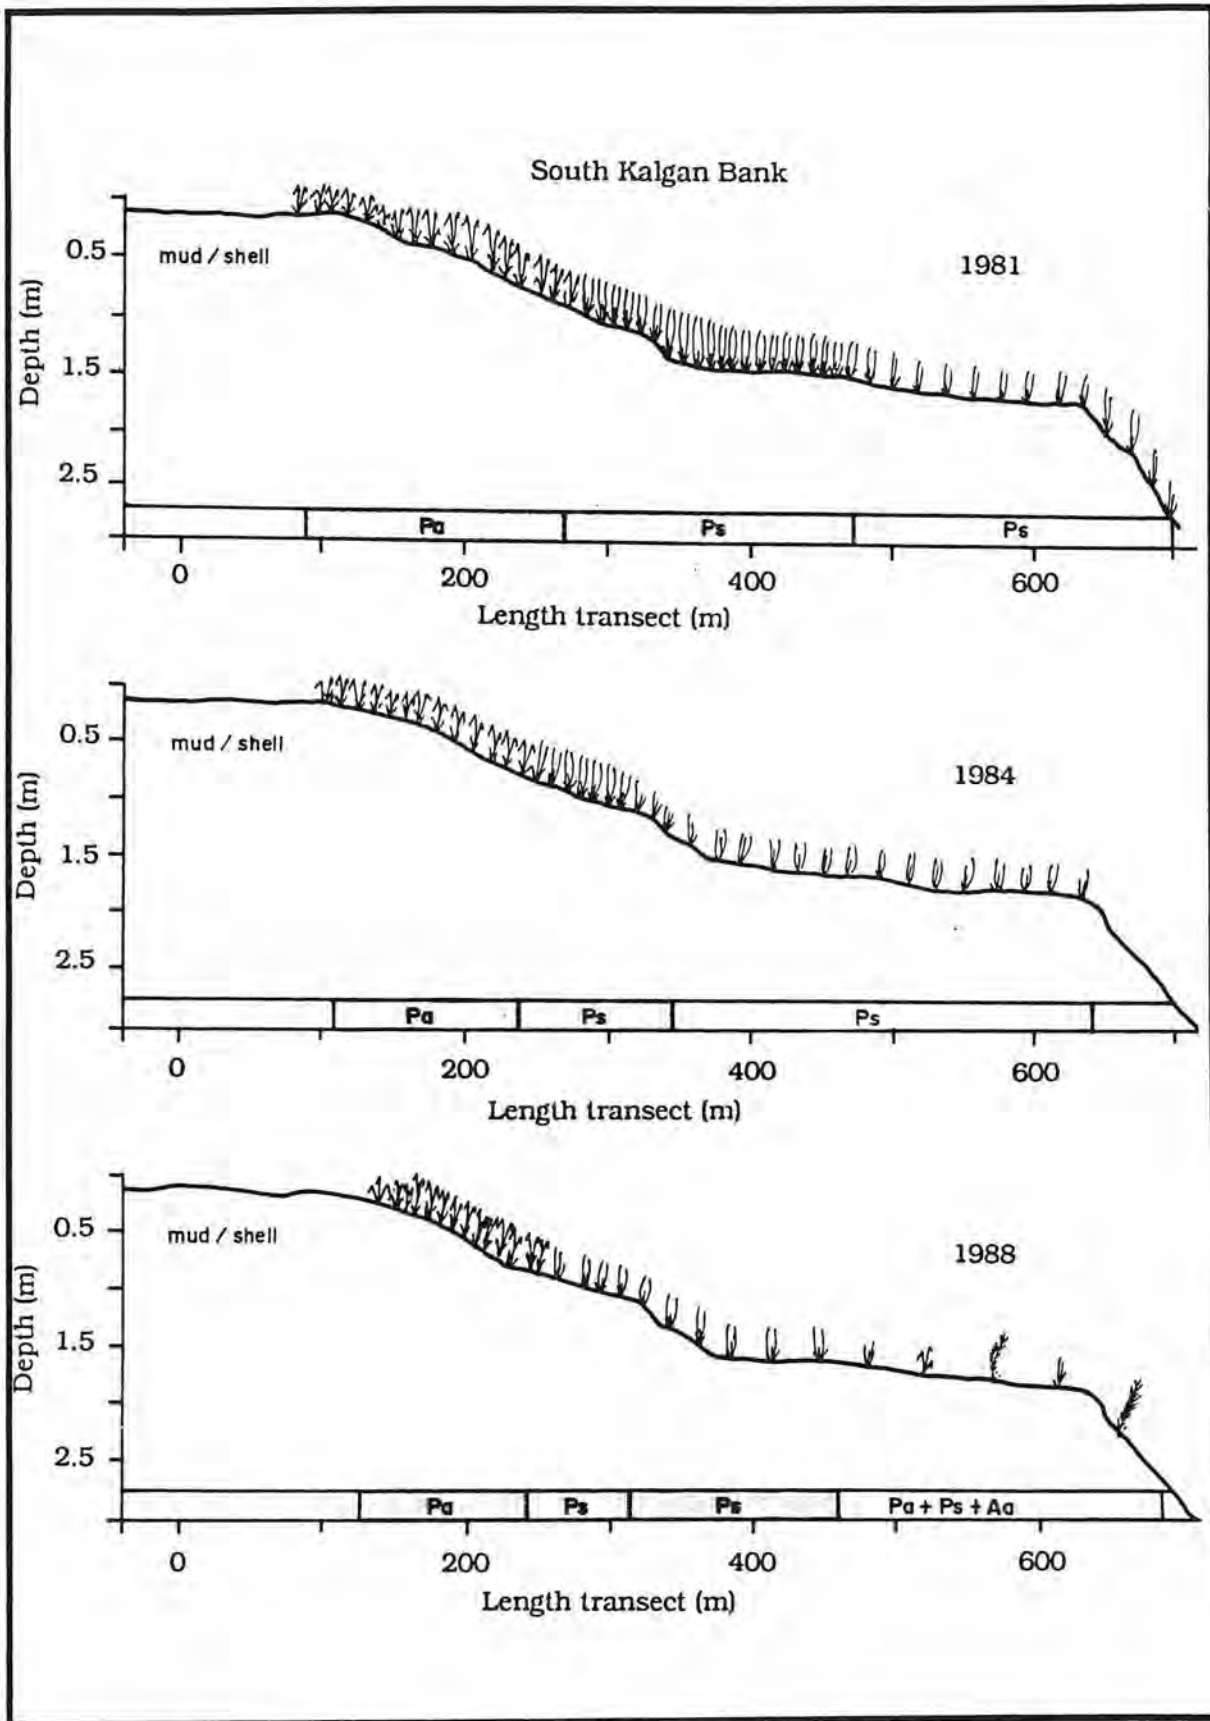 South Kalgan Bank
1981
mud / shell
Depth (m)
0.5
1.5
2.5
Pa Ps Ps
0 200 400 600
Length transect (m)
1984
mud / shell
Depth (m)
0.5
1.5
2.5
Pa Ps Ps
0 200 400 600
Length transect (m)
1988
mud / shell
Depth (m)
0.5
1.5
2.5
Pa Ps Ps Pa + Ps + Aa
0 200 400 600
Length transect (m)